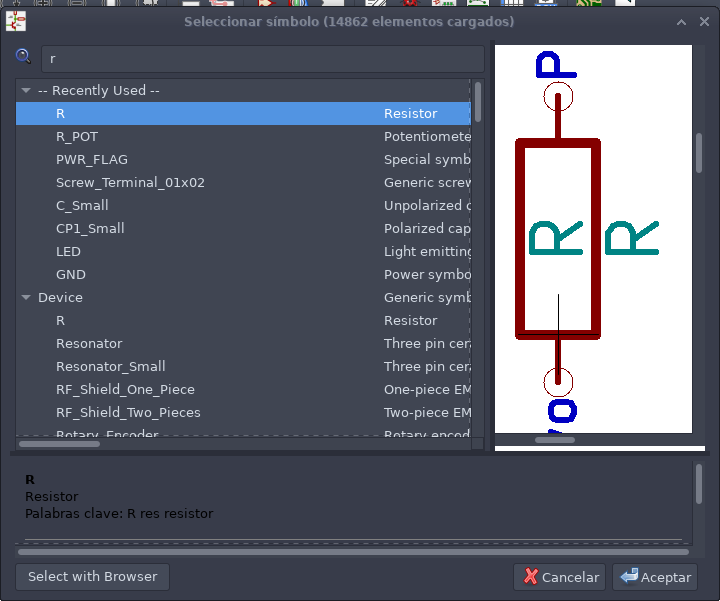 Seleccionar símbolo (14862 elementos cargados)
r
-- Recently Used --
R Resistor
R_POT Potentiomete
PWR_FLAG Special symb
Screw_Terminal_01x02 Generic screw
C_Small Unpolarized c
CP1_Small Polarized cap
LED Light emitting
GND Power symbo
Device Generic symb
R Resistor
Resonator Three pin cer
Resonator_Small Three pin cer
RF_Shield_One_Piece One-piece EM
RF_Shield_Two_Pieces Two-piece EM
Rotary_Encoder Rotary encod
P
R R
R
Resistor
Palabras clave: R res resistor
Select with Browser
Cancelar
Aceptar